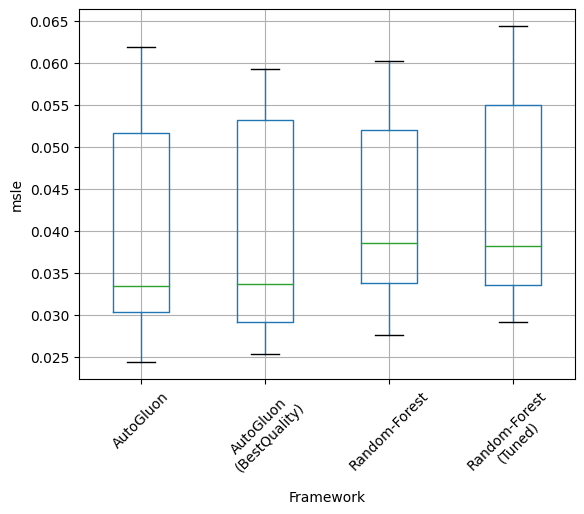 0.065
0.060
0.055
0.050
0.045
0.040
0.035
0.030
0.025
msle
AutoGluon
AutoGluon
(BestQuality)
Random-Forest
Random-Forest
(Tuned)
Framework